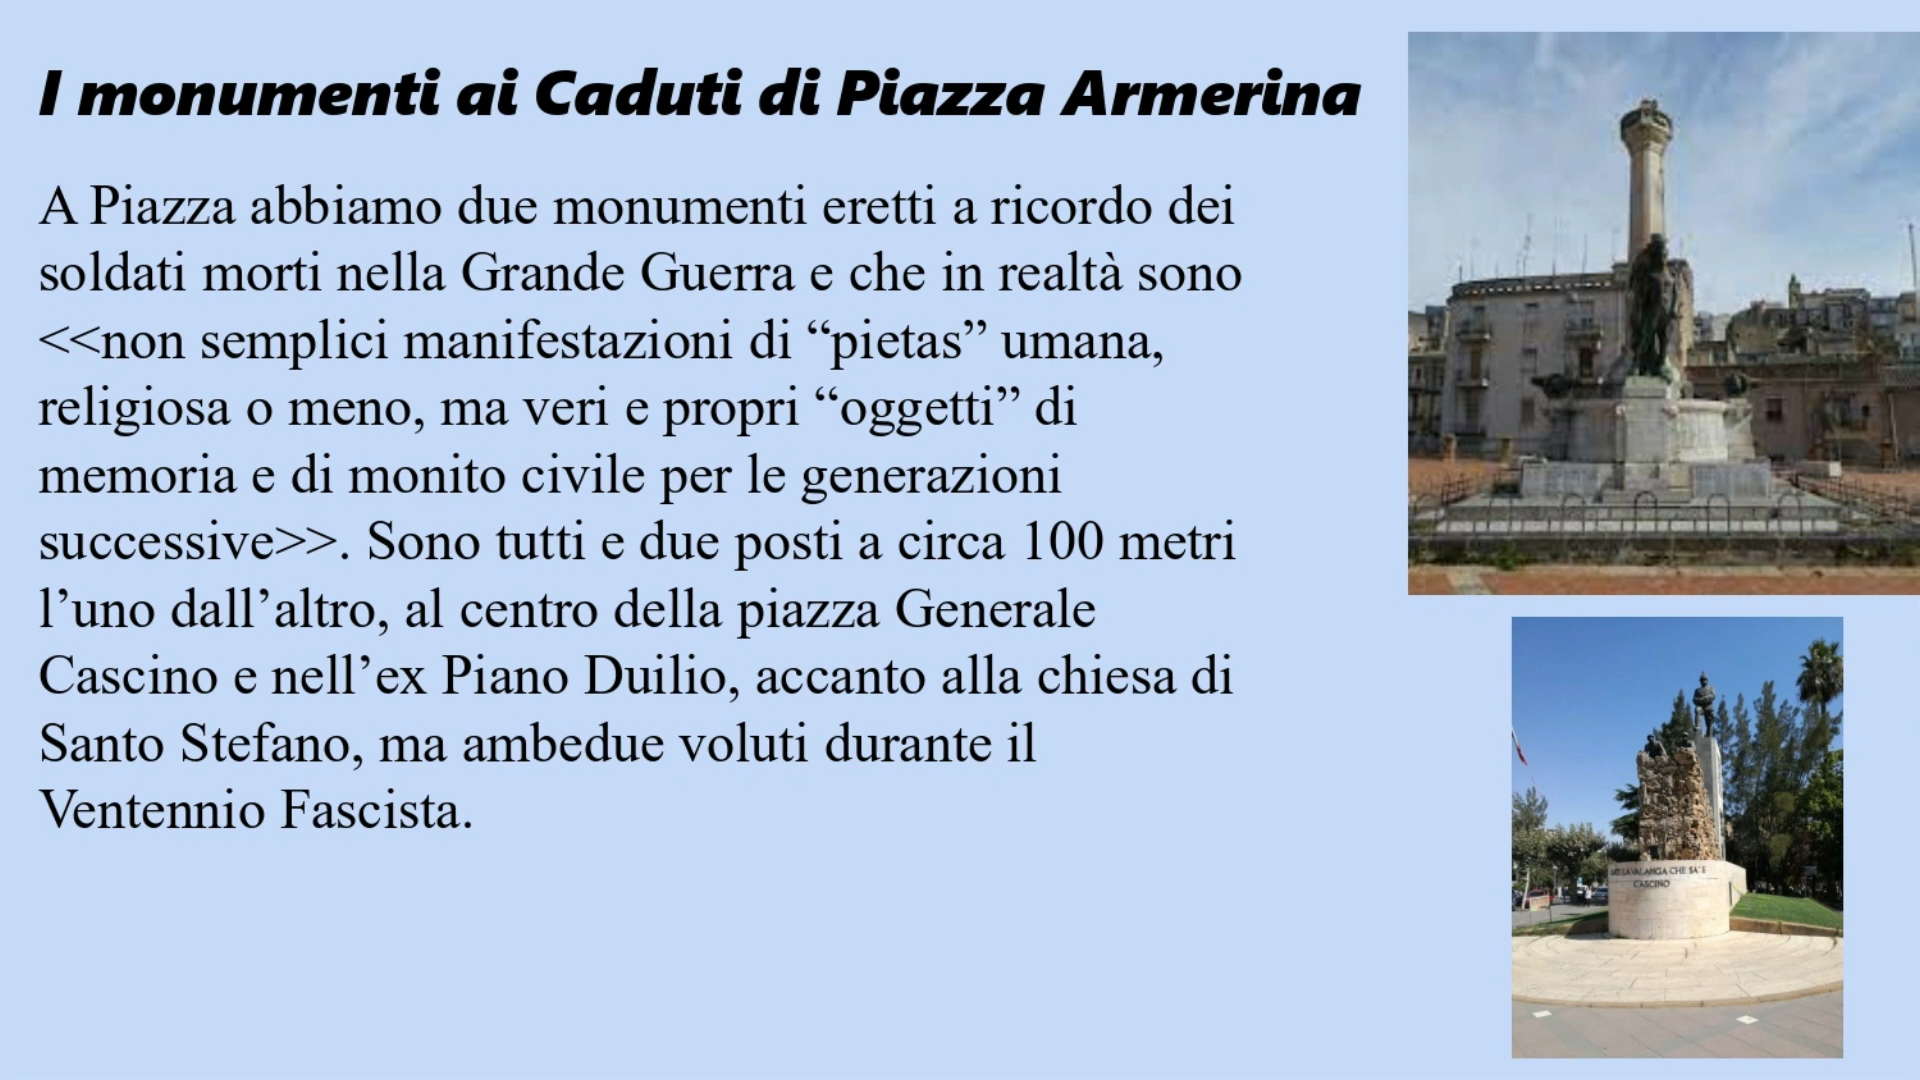 I monumenti ai Caduti di Piazza Armerina
A Piazza abbiamo due monumenti eretti a ricordo dei
soldati morti nella Grande Guerra e che in realtà sono
<<non semplici manifestazioni di “pietas” umana,
religiosa o meno, ma veri e propri “oggetti” di
memoria e di monito civile per le generazioni
successive>>. Sono tutti e due posti a circa 100 metri
l’uno dall’altro, al centro della piazza Generale
Cascino e nell’ex Piano Duilio, accanto alla chiesa di
Santo Stefano, ma ambedue voluti durante il
Ventennio Fascista.
LAVALANGA CHE SALE
CASCINO